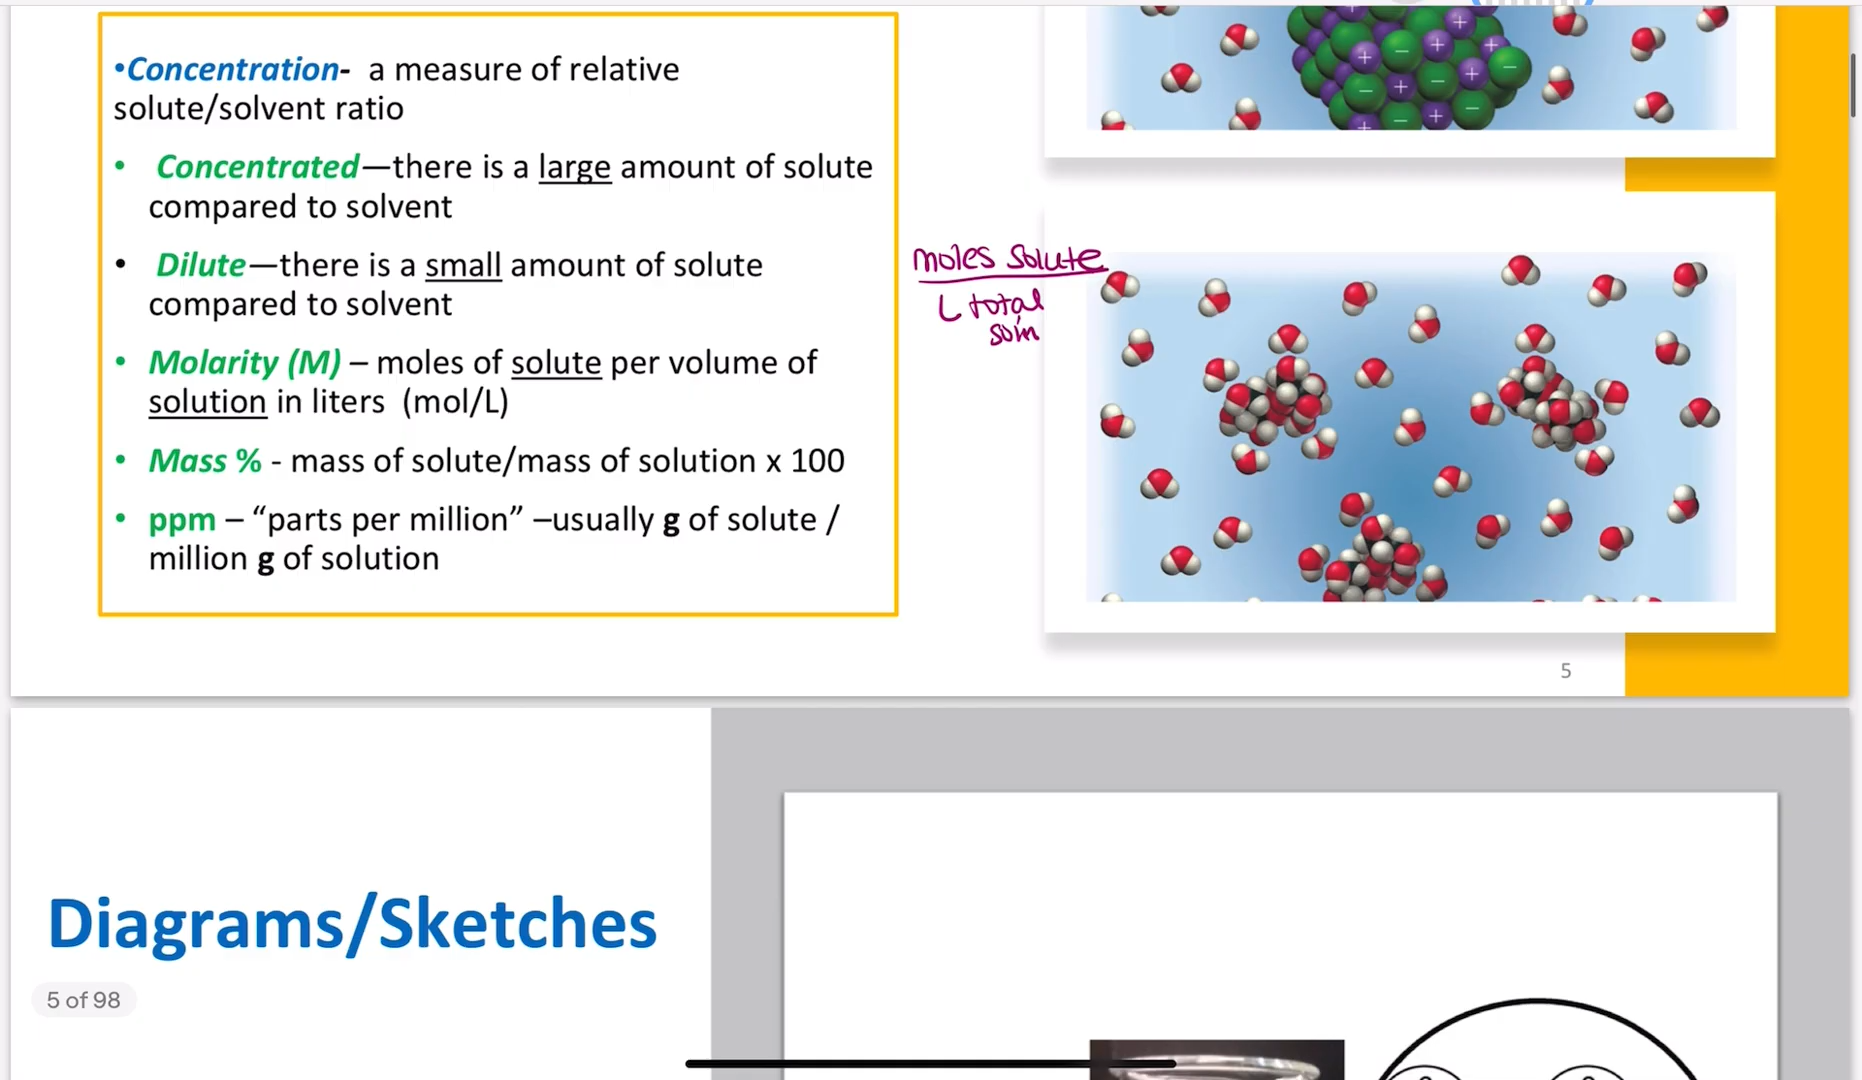 •Concentration- a measure of relative
solute/solvent ratio
• Concentrated—there is a large amount of solute
compared to solvent
• Dilute—there is a small amount of solute
compared to solvent
• Molarity (M) – moles of solute per volume of
solution in liters (mol/L)
• Mass % - mass of solute/mass of solution x 100
• ppm – “parts per million” –usually g of solute /
million g of solution
moles solute
L total
soln
5
Diagrams/Sketches
5 of 98